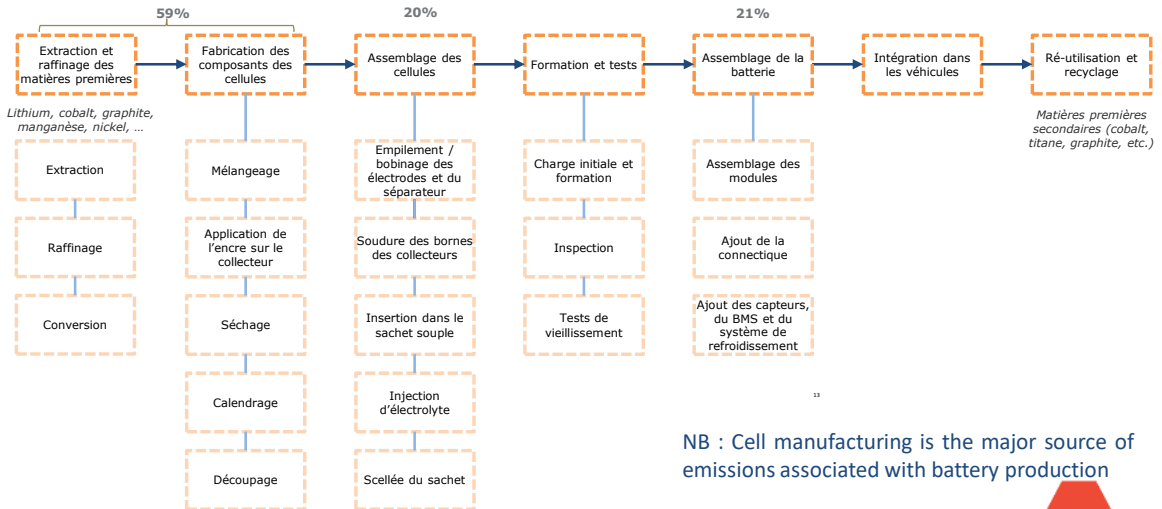 59%
20%
21%
Extraction et
raffinage des
matières premières
Fabrication des
composants des
cellules
Assemblage des
cellules
Formation et tests
Assemblage de la
batterie
Intégration dans
les véhicules
Ré-utilisation et
recyclage
Lithium, cobalt, graphite,
manganèse, nickel, …
Matières premières
secondaires (cobalt,
titane, graphite, etc.)
Extraction
Raffinage
Conversion
Mélangeage
Application de
l’encre sur le
collecteur
Séchage
Calendrage
Découpage
Empilement /
bobinage des
électrodes et du
séparateur
Soudure des bornes
des collecteurs
Insertion dans le
sachet souple
Injection
d’électrolyte
Scellée du sachet
Charge initiale et
formation
Inspection
Tests de
vieillissement
Assemblage des
modules
Ajout de la
connectique
Ajout des capteurs,
du BMS et du
système de
refroidissement
13
NB : Cell manufacturing is the major source of
emissions associated with battery production